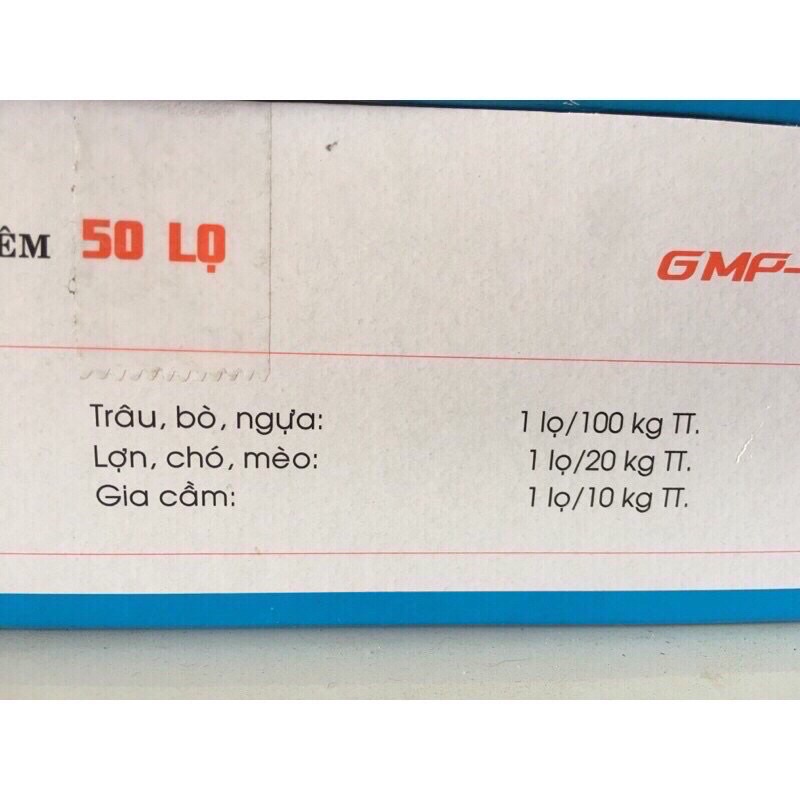 ÊM 50 LỌ
GMP-
Trâu, bò, ngựa: 1 lọ/100 kg TT.
Lợn, chó, mèo: 1 lọ/20 kg TT.
Gia cầm: 1 lọ/10 kg TT.